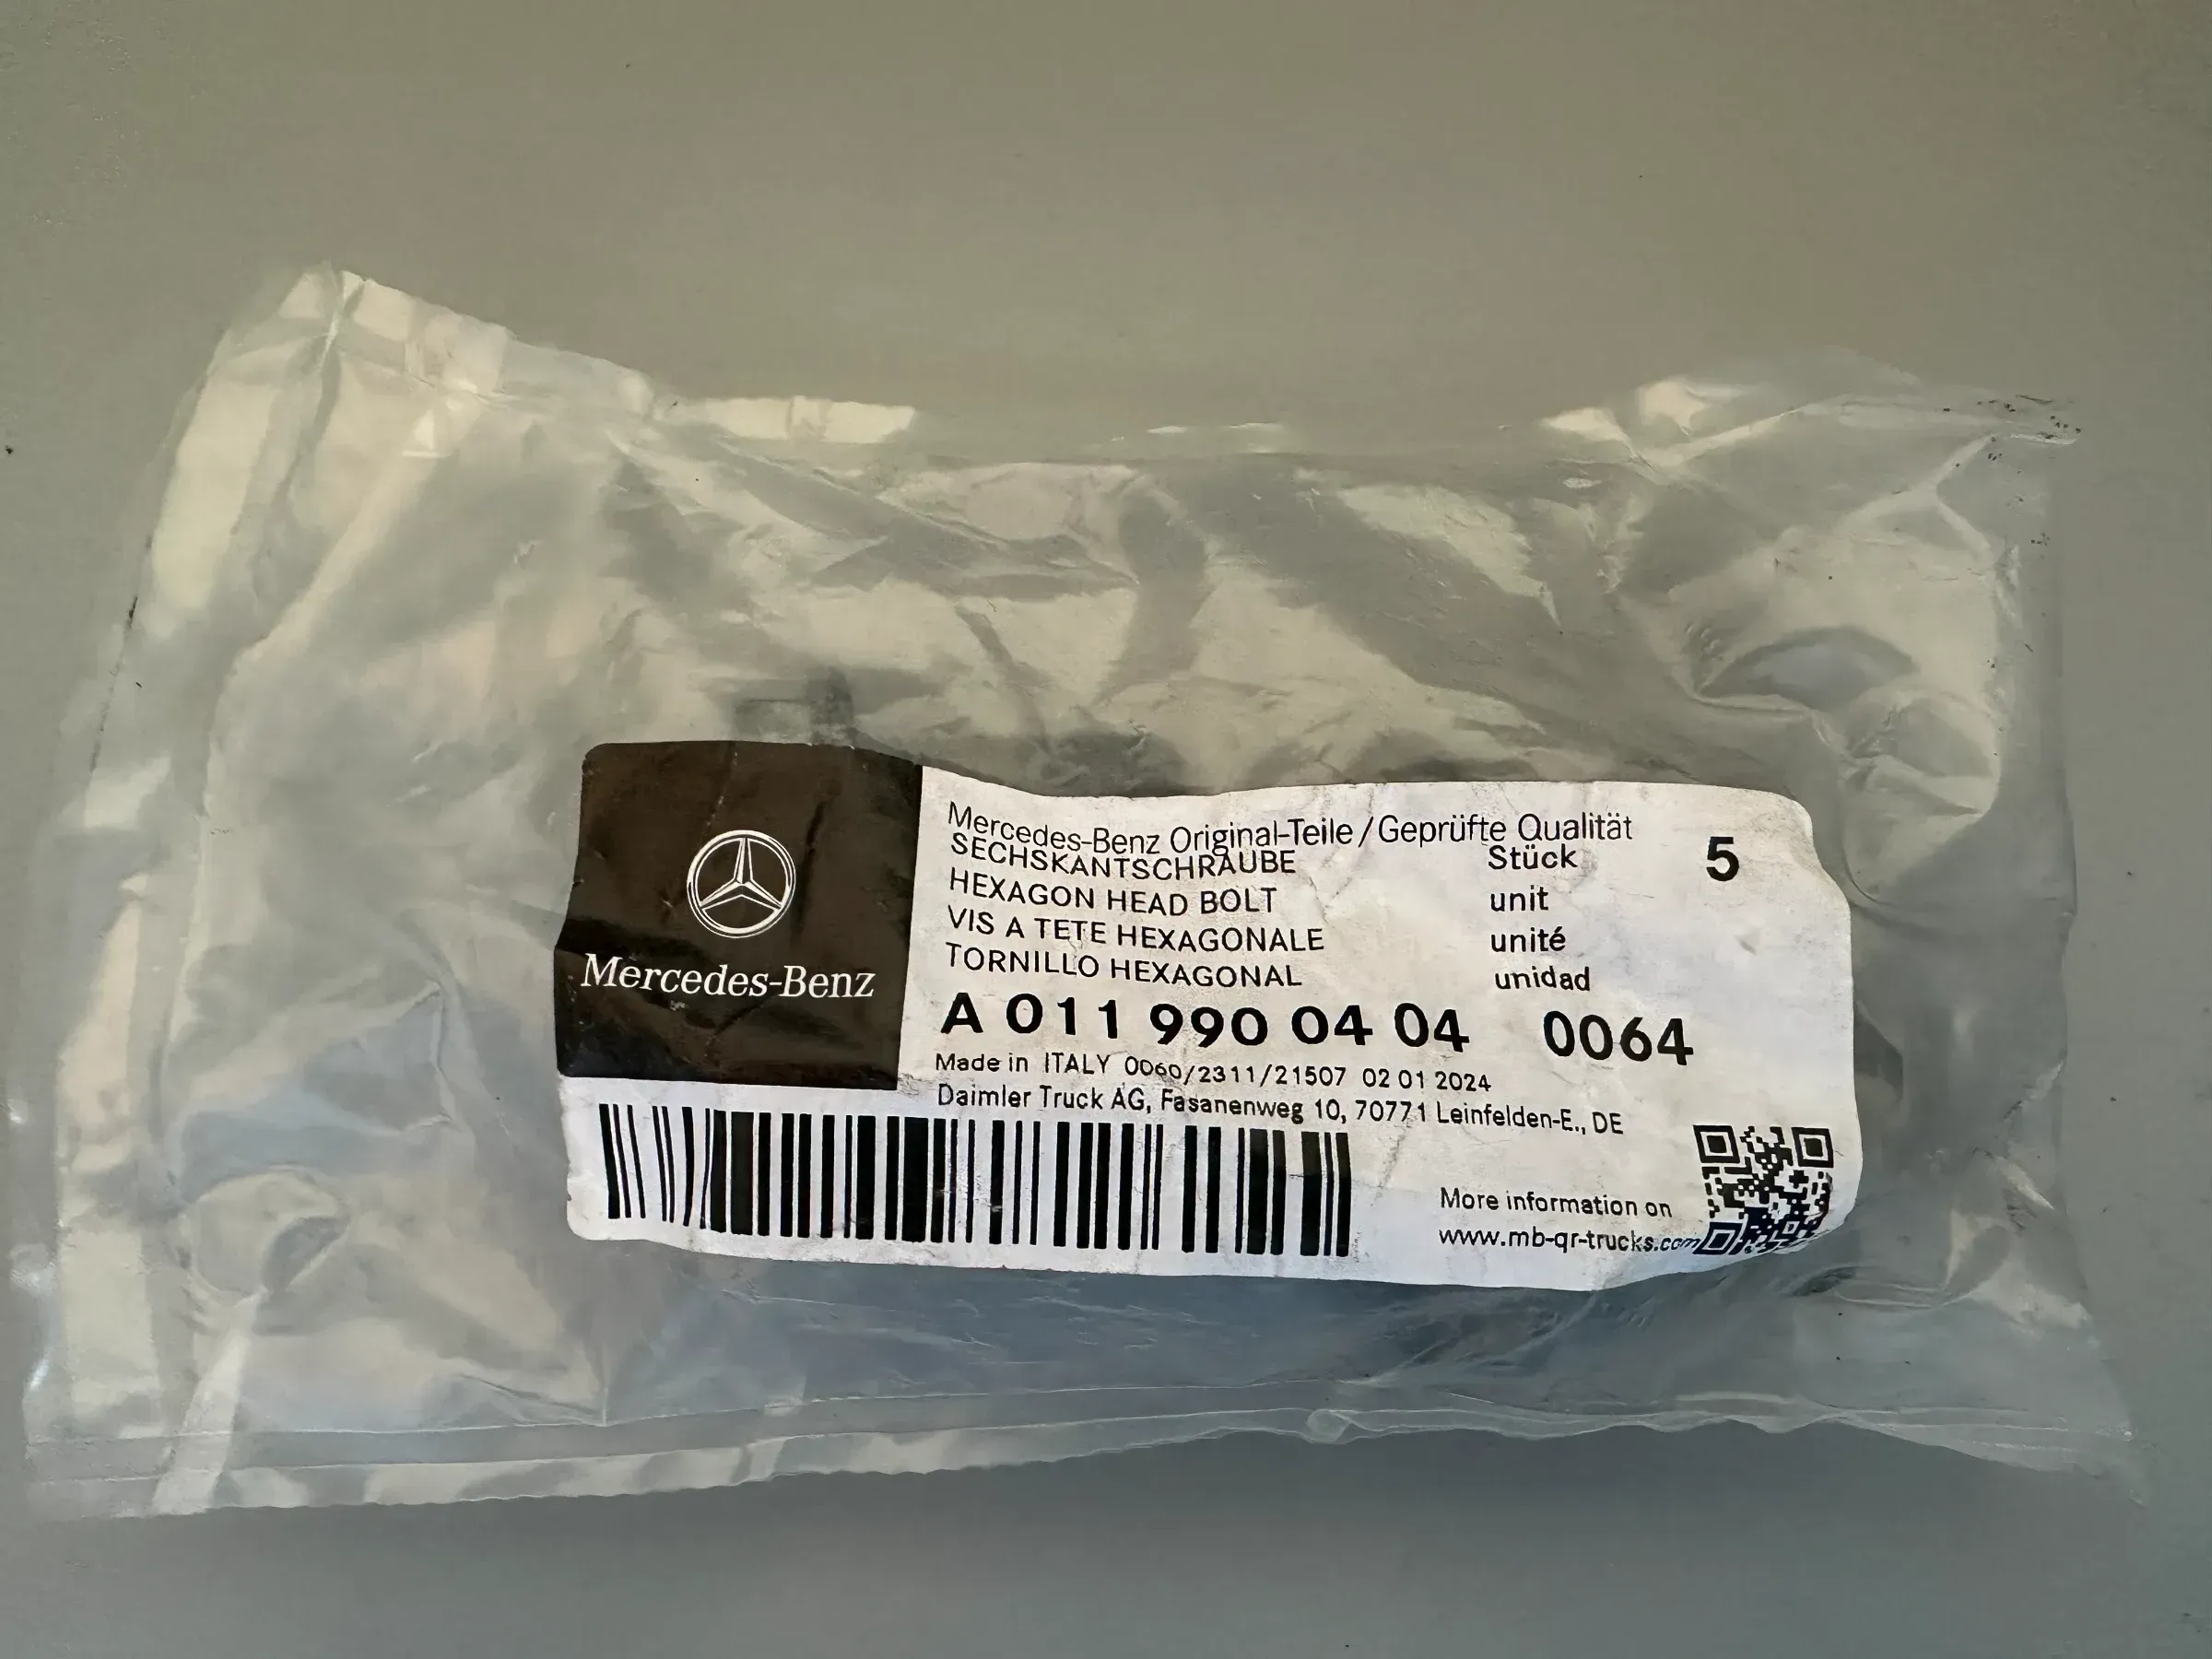 Mercedes-Benz
Mercedes-Benz Original-Teile/Geprüfte Qualität
SECHSKANTSCHRAUBE Stück 5
HEXAGON HEAD BOLT unit
VIS A TETE HEXAGONALE unité
TORNILLO HEXAGONAL unidad
A 011 990 04 04 0064
Made in ITALY 0060/2311/21507 02 01 2024
Daimler Truck AG, Fasanenweg 10, 70771 Leinfelden-E., DE
More information on
www.mb-qr-trucks.com